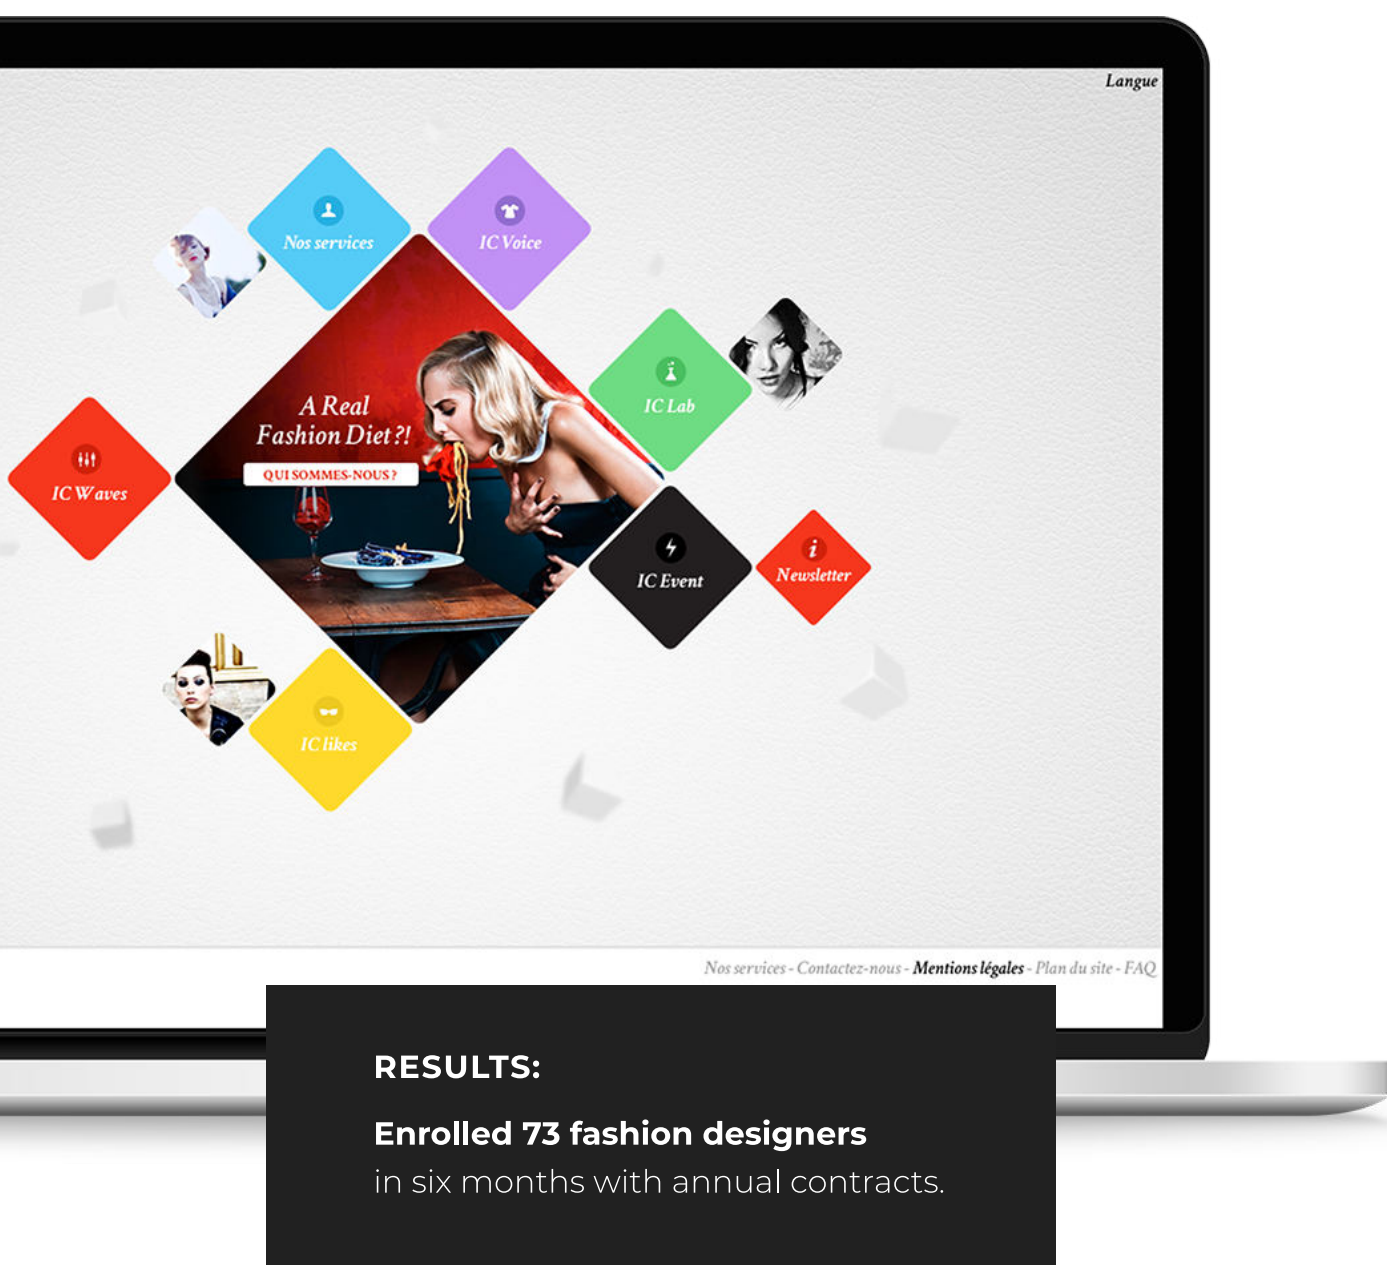 Langue
Nos services
IC Voice
IC Lab
A Real
Fashion Diet?!
QUI SOMMES-NOUS?
IC Waves
IC Event
Newsletter
IC likes
Nos services - Contactez-nous - Mentions légales - Plan du site - FAQ
RESULTS:
Enrolled 73 fashion designers
in six months with annual contracts.